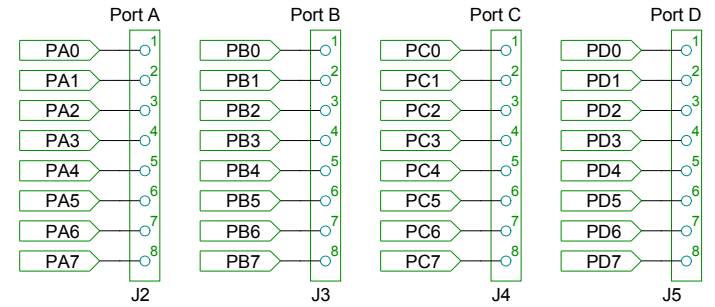 Port A Port B Port C Port D
PA0 1 PB0 1 PC0 1 PD0 1
PA1 2 PB1 2 PC1 2 PD1 2
PA2 3 PB2 3 PC2 3 PD2 3
PA3 4 PB3 4 PC3 4 PD3 4
PA4 5 PB4 5 PC4 5 PD4 5
PA5 6 PB5 6 PC5 6 PD5 6
PA6 7 PB6 7 PC6 7 PD6 7
PA7 8 PB7 8 PC7 8 PD7 8
J2 J3 J4 J5